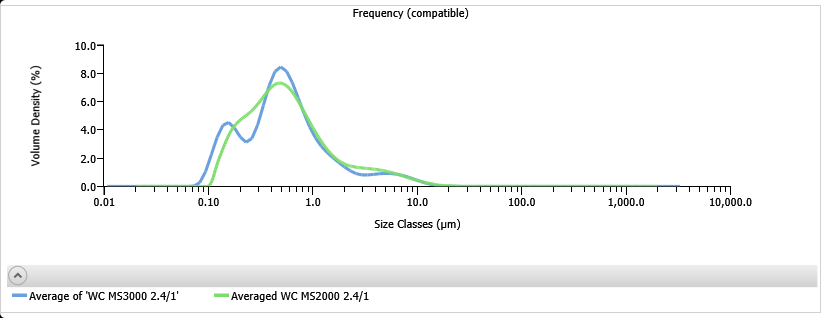 Frequency (compatible)
10.0
8.0
6.0
4.0
2.0
0.0
Volume Density (%)
0.01
0.10
1.0
10.0
100.0
1,000.0
10,000.0
Size Classes (µm)
Average of 'WC MS3000 2.4/1'
Averaged WC MS2000 2.4/1